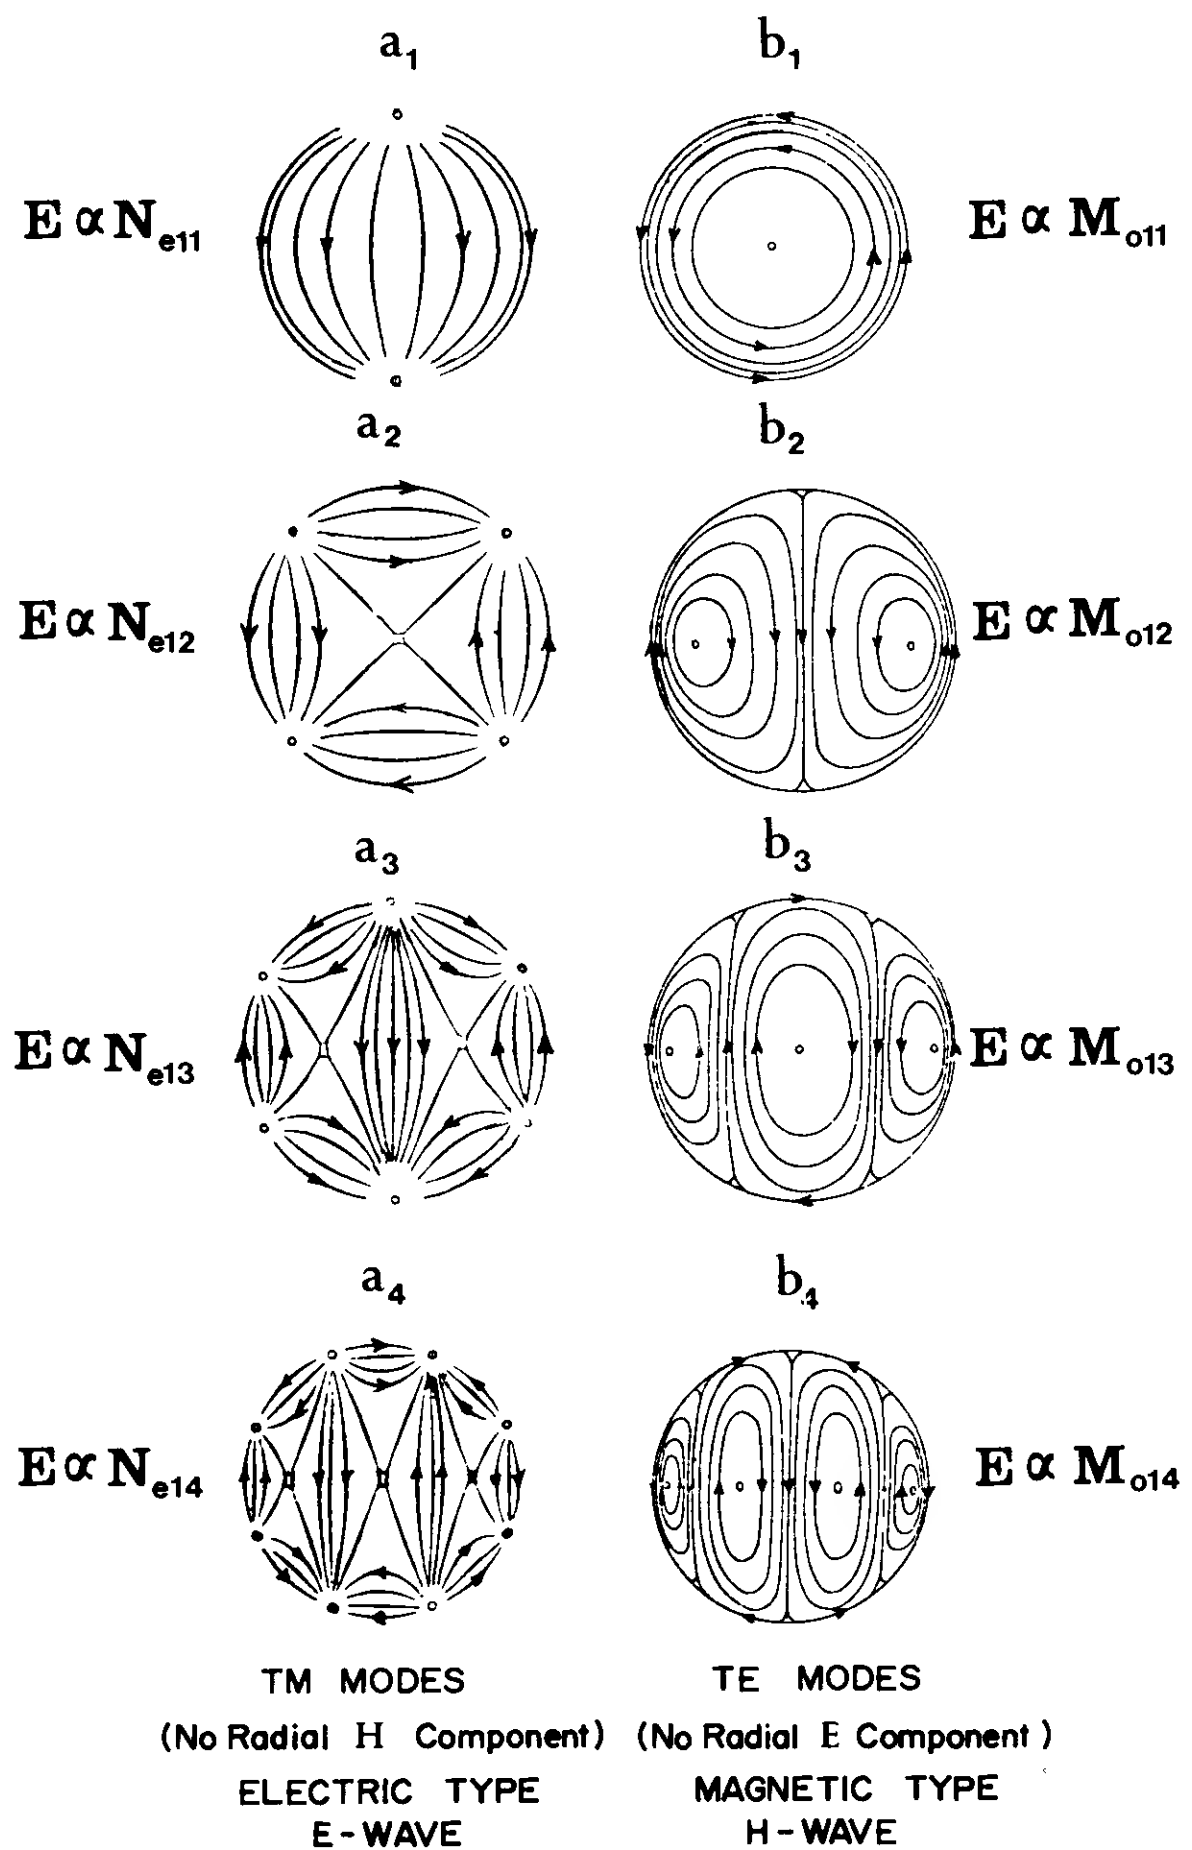 a1 b1
E ∝ Ne11 E ∝ Mo11
a2 b2
E ∝ Ne12 E ∝ Mo12
a3 b3
E ∝ Ne13 E ∝ Mo13
a4 b4
E ∝ Ne14 E ∝ Mo14
TM MODES TE MODES
(No Radial H Component) (No Radial E Component)
ELECTRIC TYPE MAGNETIC TYPE
E-WAVE H-WAVE